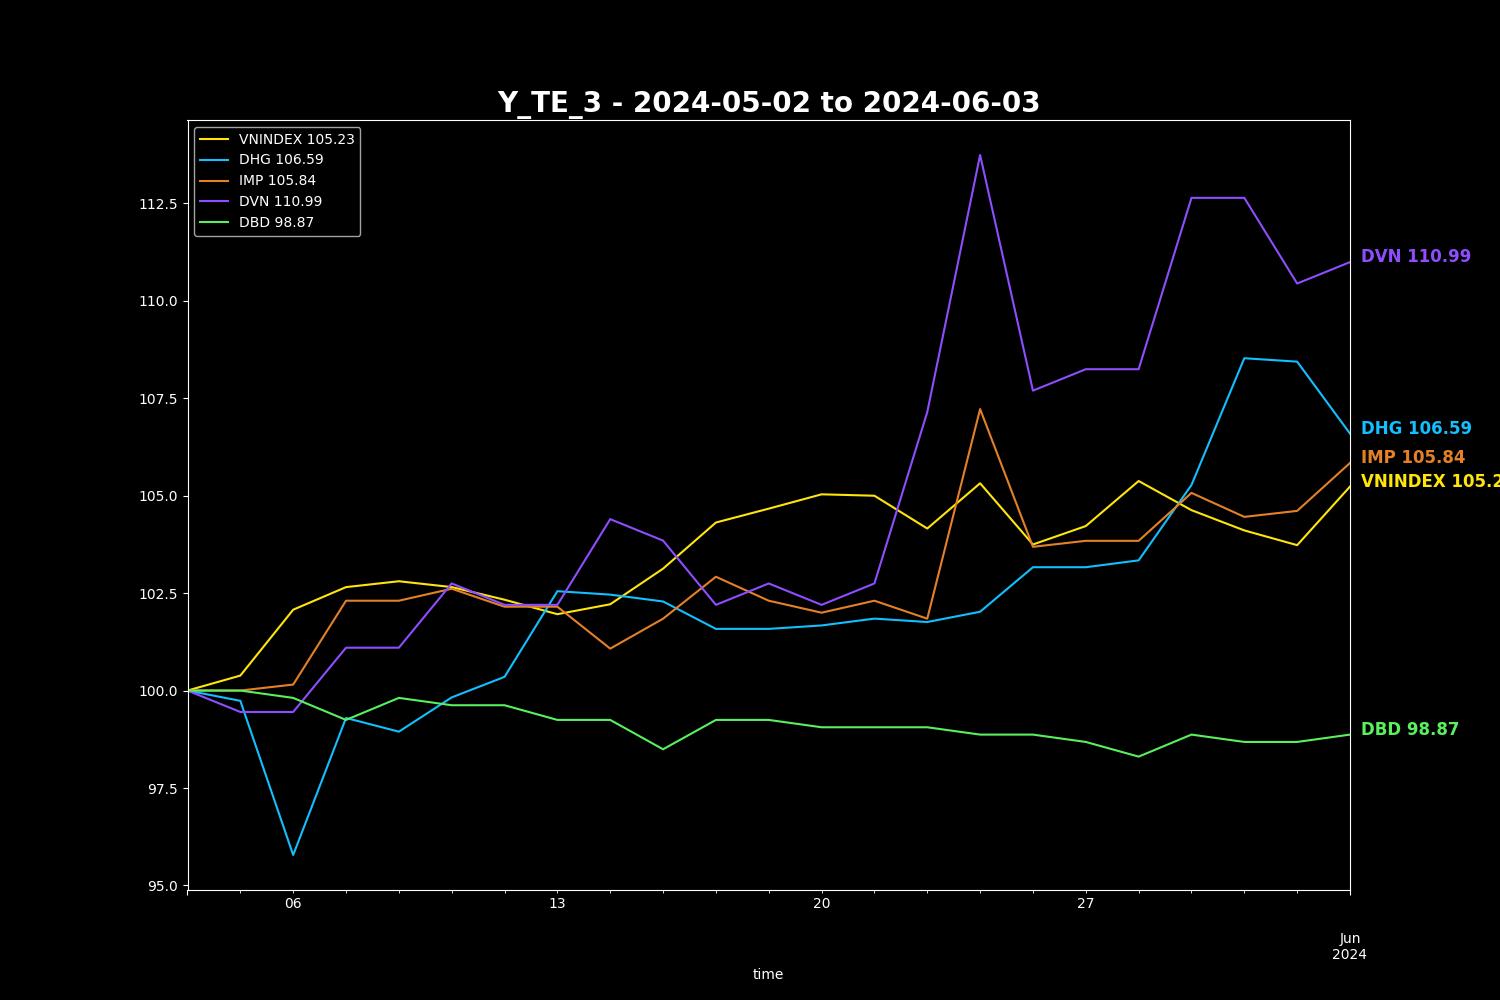 Y_TE_3 - 2024-05-02 to 2024-06-03
VNINDEX 105.23
DHG 106.59
IMP 105.84
DVN 110.99
DBD 98.87
112.5
110.0
107.5
105.0
102.5
100.0
97.5
95.0
DVN 110.99
DHG 106.59
IMP 105.84
VNINDEX 105.2
DBD 98.87
06
13
20
27
Jun
2024
time